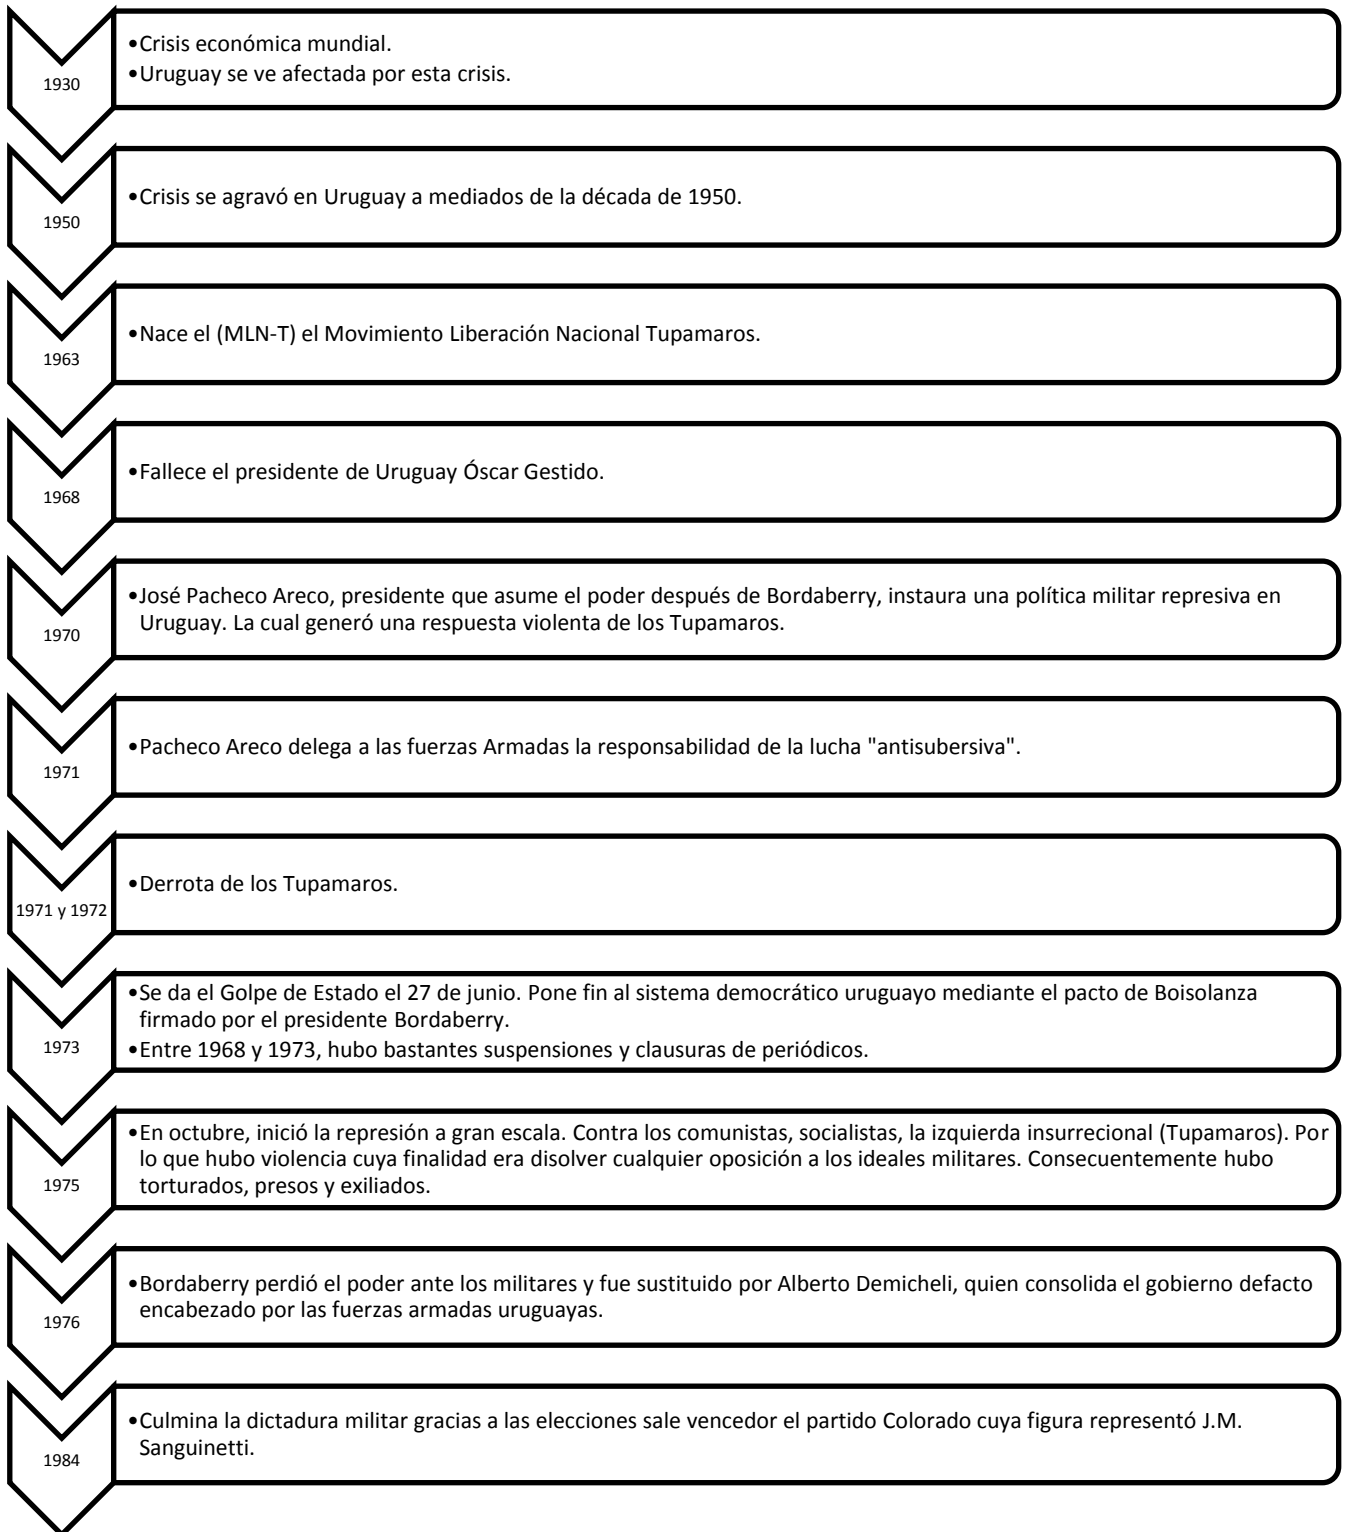 1930
•Crisis económica mundial.
•Uruguay se ve afectada por esta crisis.
1950
•Crisis se agravó en Uruguay a mediados de la década de 1950.
1963
•Nace el (MLN-T) el Movimiento Liberación Nacional Tupamaros.
1968
•Fallece el presidente de Uruguay Óscar Gestido.
1970
•José Pacheco Areco, presidente que asume el poder después de Bordaberry, instaura una política militar represiva en
Uruguay. La cual generó una respuesta violenta de los Tupamaros.
1971
•Pacheco Areco delega a las fuerzas Armadas la responsabilidad de la lucha "antisubersiva".
1971 y 1972
•Derrota de los Tupamaros.
1973
•Se da el Golpe de Estado el 27 de junio. Pone fin al sistema democrático uruguayo mediante el pacto de Boisolanza
firmado por el presidente Bordaberry.
•Entre 1968 y 1973, hubo bastantes suspensiones y clausuras de periódicos.
1975
•En octubre, inició la represión a gran escala. Contra los comunistas, socialistas, la izquierda insurrecional (Tupamaros). Por
lo que hubo violencia cuya finalidad era disolver cualquier oposición a los ideales militares. Consecuentemente hubo
torturados, presos y exiliados.
1976
•Bordaberry perdió el poder ante los militares y fue sustituido por Alberto Demicheli, quien consolida el gobierno defacto
encabezado por las fuerzas armadas uruguayas.
1984
•Culmina la dictadura militar gracias a las elecciones sale vencedor el partido Colorado cuya figura representó J.M.
Sanguinetti.